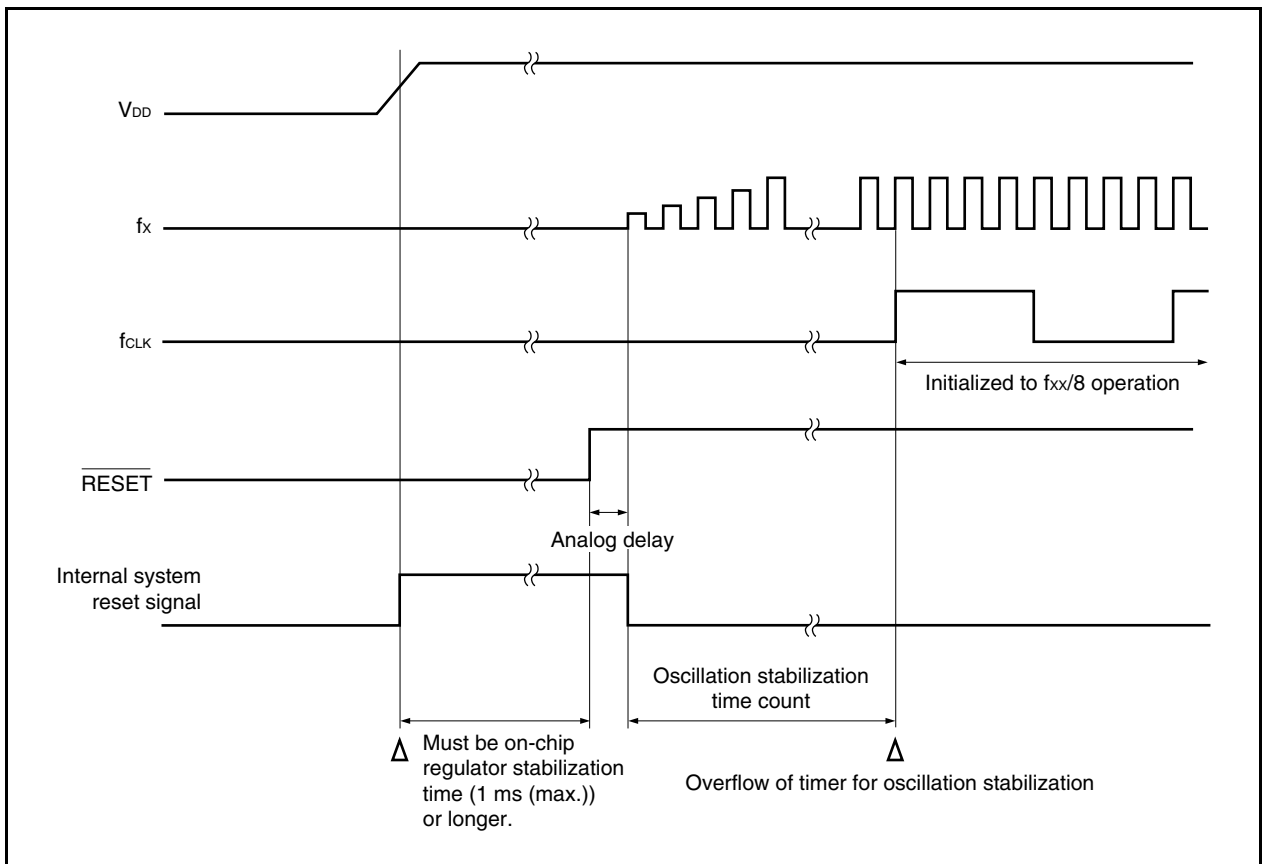 VDD
fX
fCLK
Initialized to fXX/8 operation
RESET
Analog delay
Internal system
reset signal
Oscillation stabilization
time count
Must be on-chip
regulator stabilization
time (1 ms (max.))
or longer.
Overflow of timer for oscillation stabilization